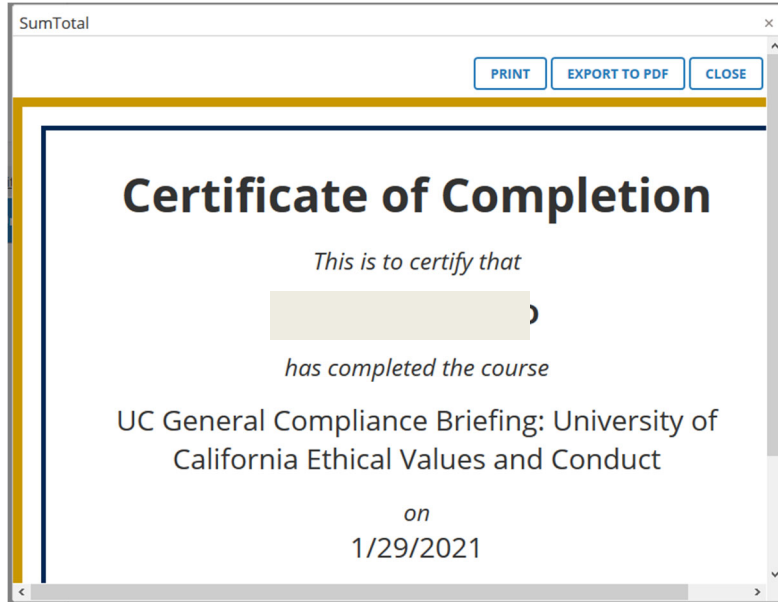 SumTotal
PRINT EXPORT TO PDF CLOSE
Certificate of Completion
This is to certify that
has completed the course
UC General Compliance Briefing: University of
California Ethical Values and Conduct
on
1/29/2021